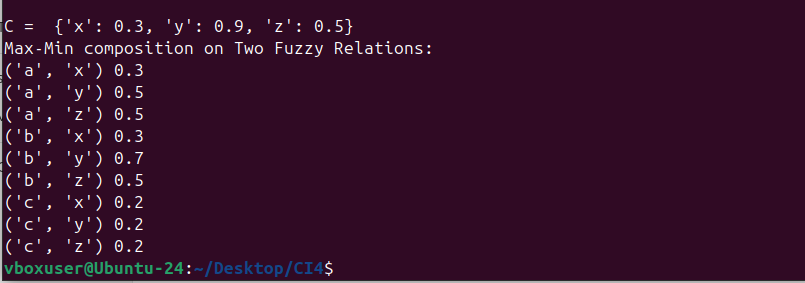 C =  {'x': 0.3, 'y': 0.9, 'z': 0.5}
Max-Min composition on Two Fuzzy Relations:
('a', 'x') 0.3
('a', 'y') 0.5
('a', 'z') 0.5
('b', 'x') 0.3
('b', 'y') 0.7
('b', 'z') 0.5
('c', 'x') 0.2
('c', 'y') 0.2
('c', 'z') 0.2
vboxuser@Ubuntu-24:~/Desktop/CI4$